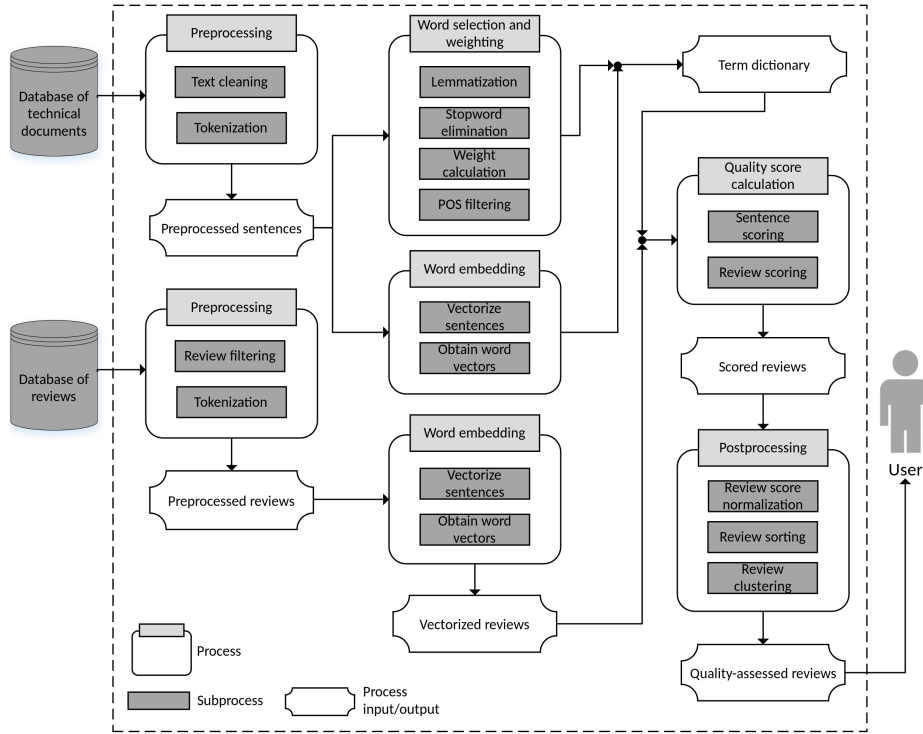 Database of
technical
documents
Preprocessing
Text cleaning
Tokenization
Preprocessed sentences
Word selection and
weighting
Lemmatization
Stopword
elimination
Weight
calculation
POS filtering
Word embedding
Vectorize
sentences
Obtain word
vectors
Term dictionary
Database of
reviews
Preprocessing
Review filtering
Tokenization
Preprocessed reviews
Word embedding
Vectorize
sentences
Obtain word
vectors
Vectorized reviews
Quality score
calculation
Sentence
scoring
Review scoring
Scored reviews
Postprocessing
Review score
normalization
Review sorting
Review
clustering
Quality-assessed reviews
User
Process
Subprocess
Process
input/output